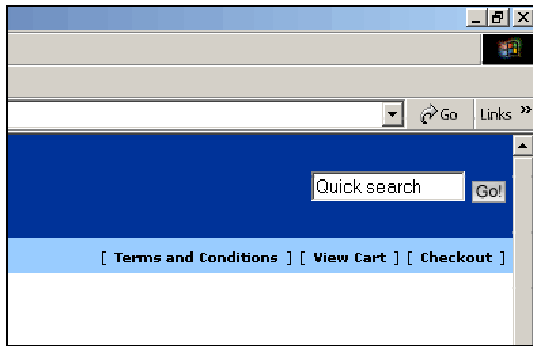 Go Links »
Quick search Go!
[ Terms and Conditions ] [ View Cart ] [ Checkout ]